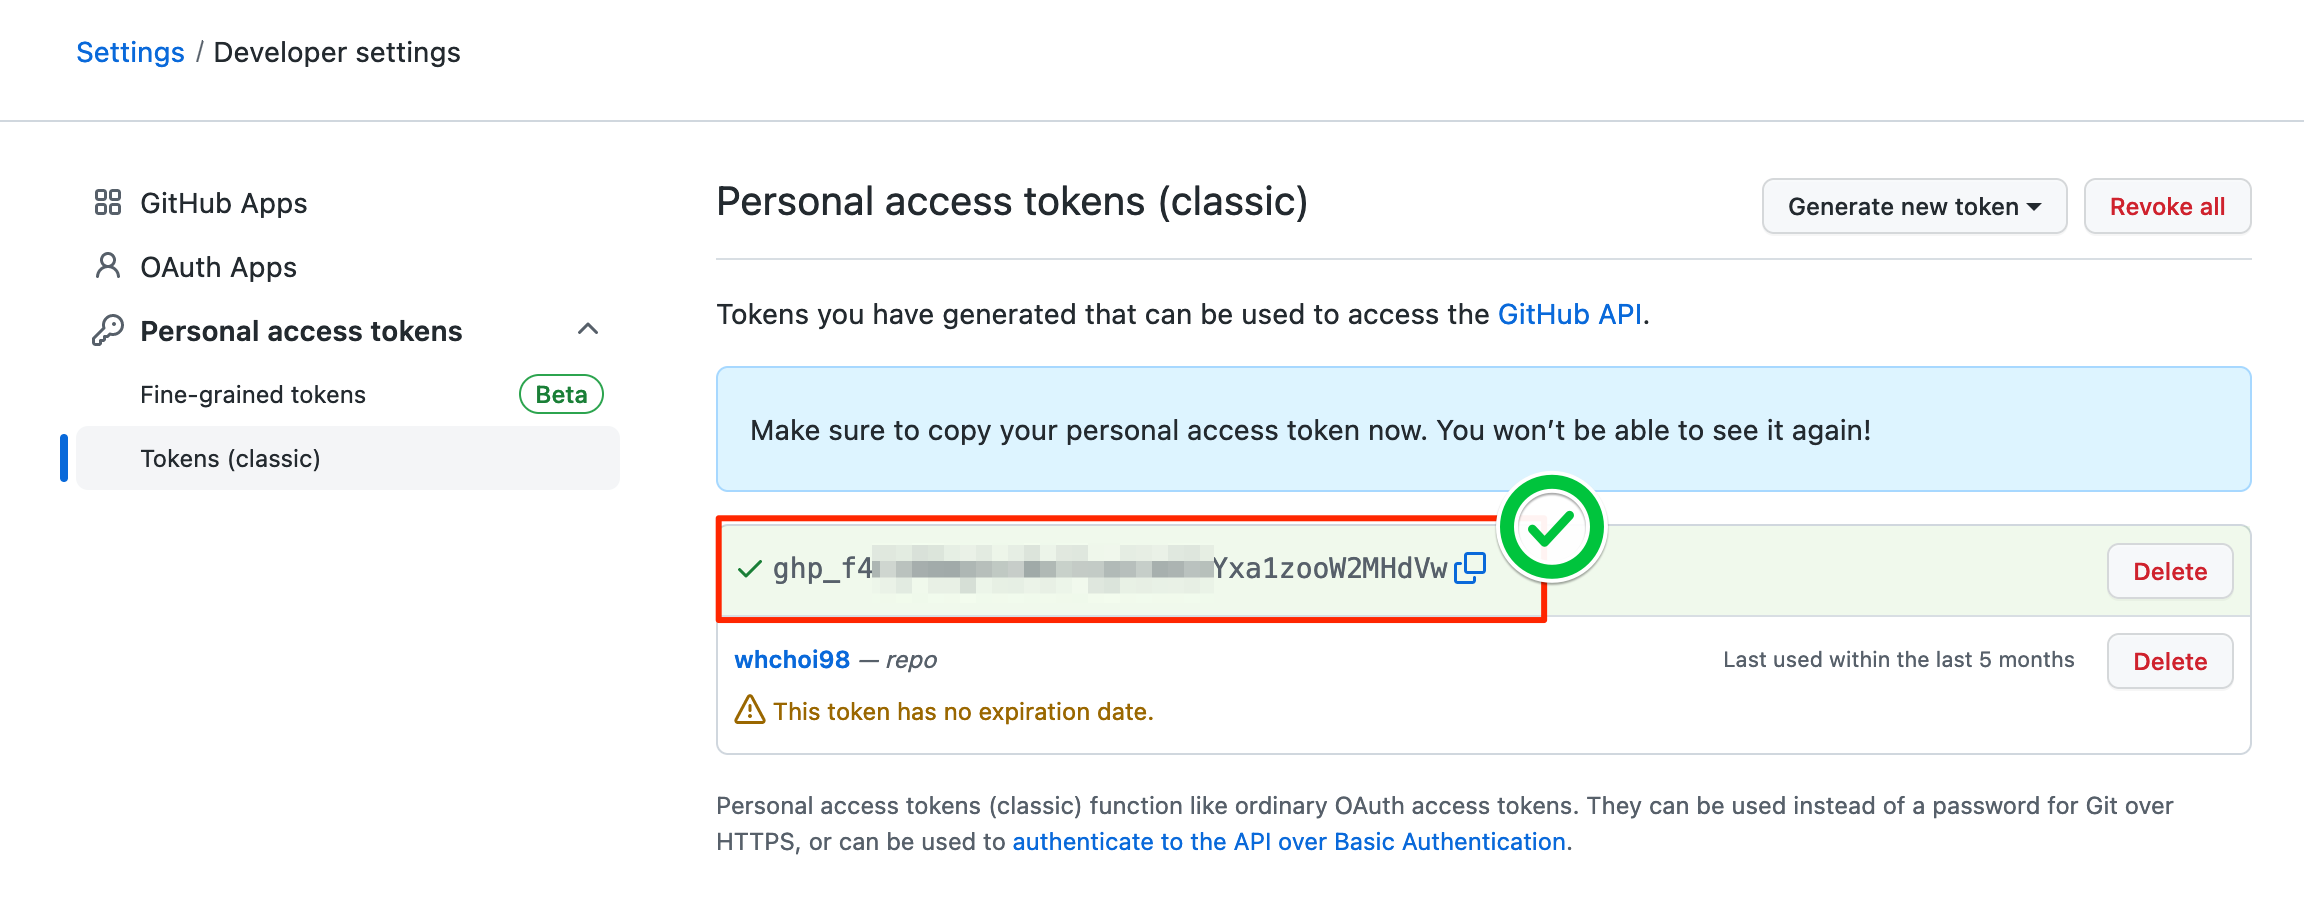 Settings / Developer settings
GitHub Apps
OAuth Apps
Personal access tokens
Fine-grained tokens Beta
Tokens (classic)
Personal access tokens (classic)
Generate new token
Revoke all
Tokens you have generated that can be used to access the GitHub API.
Make sure to copy your personal access token now. You won’t be able to see it again!
ghp_f4 Yxa1zooW2MHdVw
Delete
whchoi98 — repo
Last used within the last 5 months
Delete
This token has no expiration date.
Personal access tokens (classic) function like ordinary OAuth access tokens. They can be used instead of a password for Git over
HTTPS, or can be used to authenticate to the API over Basic Authentication.